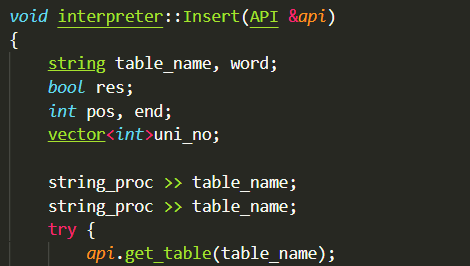 void interpreter::Insert(API &api)
{
    string table_name, word;
    bool res;
    int pos, end;
    vector<int>uni_no;

    string_proc >> table_name;
    string_proc >> table_name;
    try {
        api.get_table(table_name);